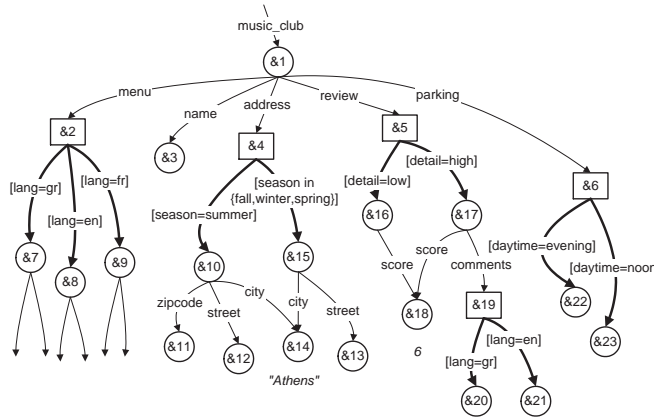 music_club
&1
menu
name
address
review
parking
&2
&3
&4
&5
&6
[lang=gr]
[lang=en]
[lang=fr]
[season=summer]
[season in
{fall,winter,spring}]
[detail=low]
[detail=high]
[daytime=evening]
[daytime=noon
&7
&8
&9
&10
&15
&16
&17
score
score
comments
zipcode
street
city
city
street
&11
&12
&14
&13
&18
&19
&22
&23
"Athens"
6
[lang=gr]
[lang=en]
&20
&21